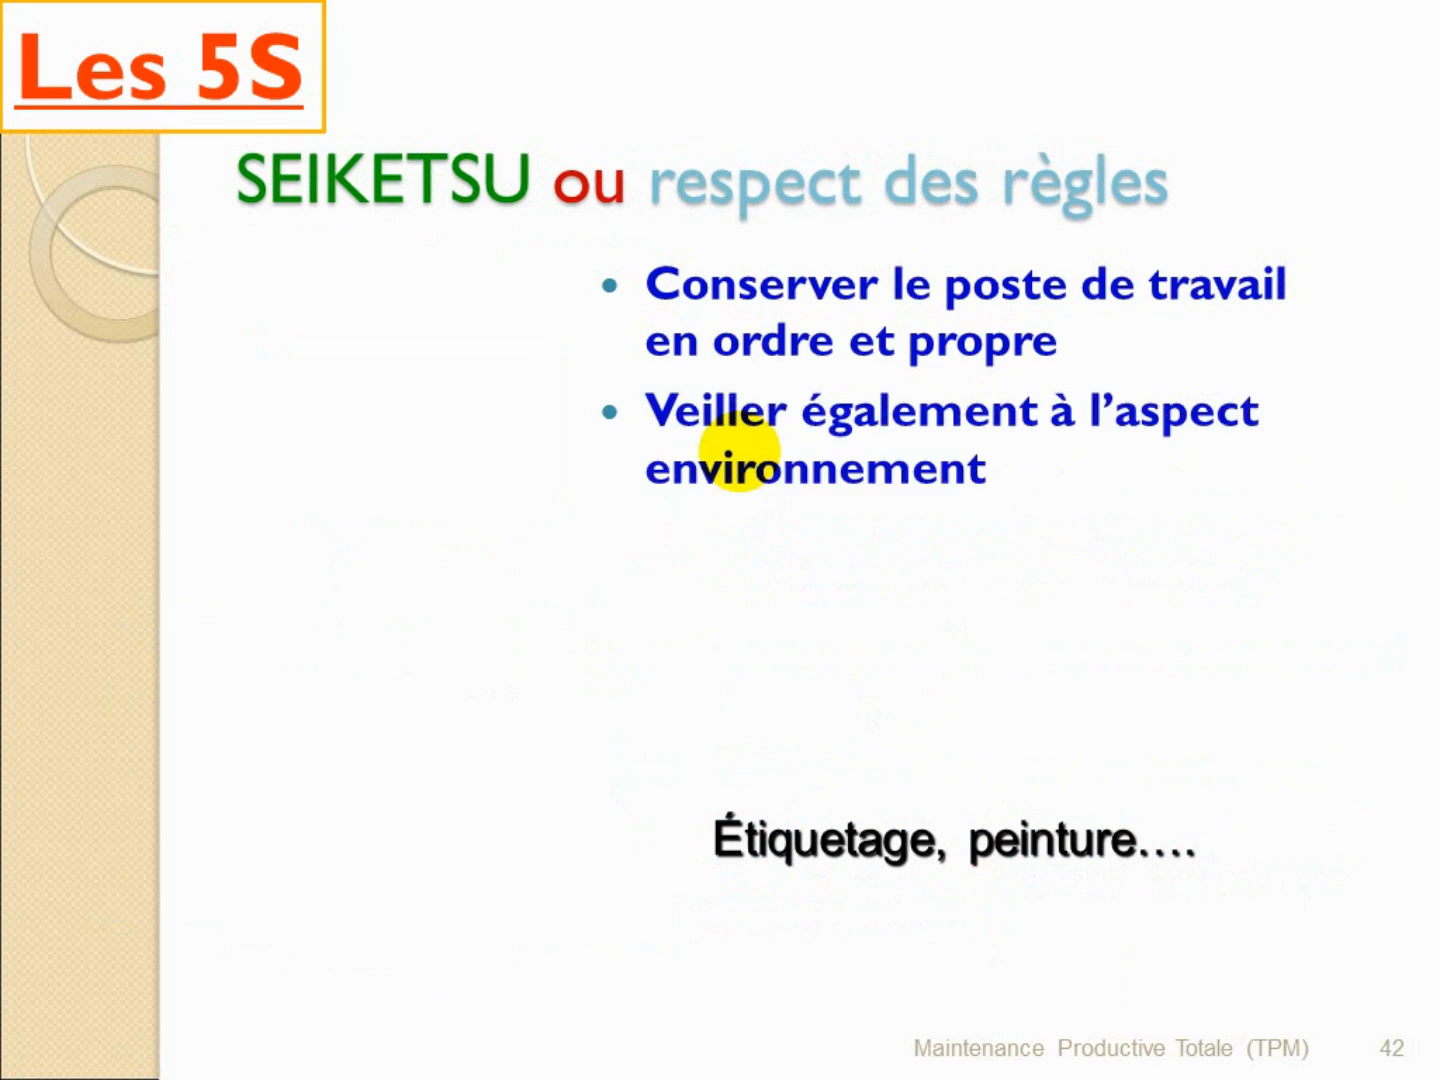 Les 5S
SEIKETSU ou respect des règles
• Conserver le poste de travail
en ordre et propre
• Veiller également à l’aspect
environnement
Étiquetage, peinture….
Maintenance Productive Totale (TPM) 42